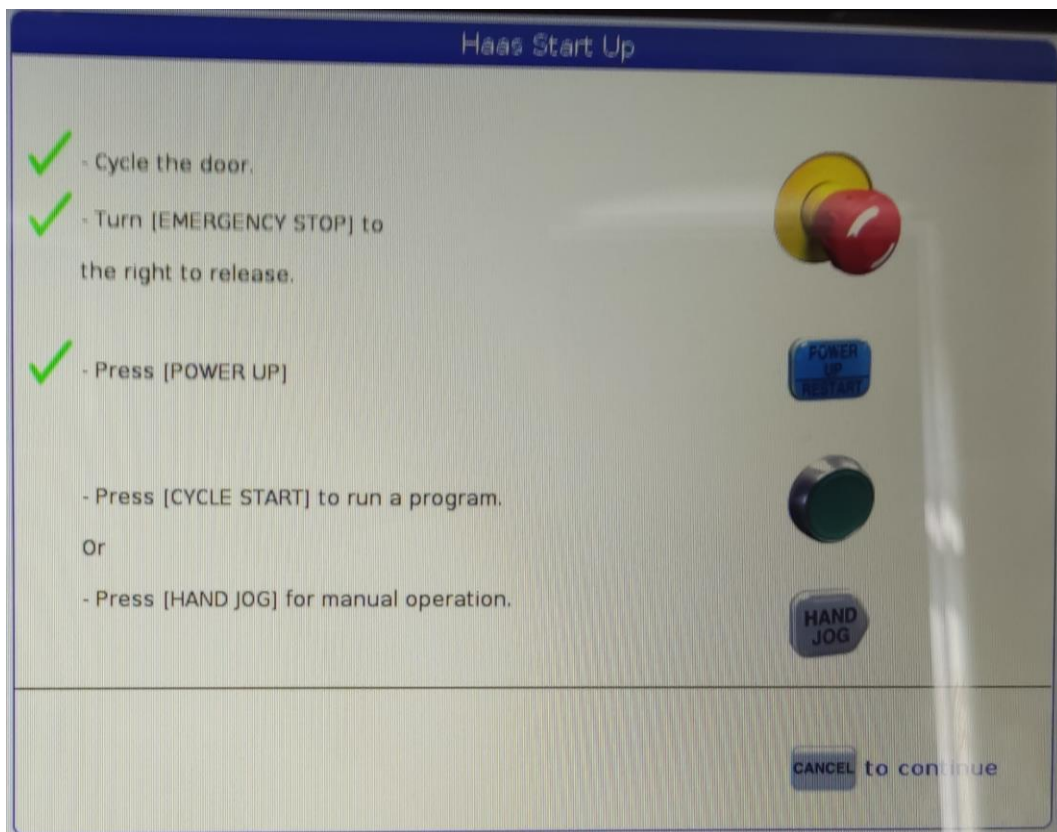 Haas Start Up
- Cycle the door.
- Turn [EMERGENCY STOP] to
the right to release.
- Press [POWER UP]
POWER
UP
RESTART
- Press [CYCLE START] to run a program.
Or
- Press [HAND JOG] for manual operation.
HAND
JOG
CANCEL to continue